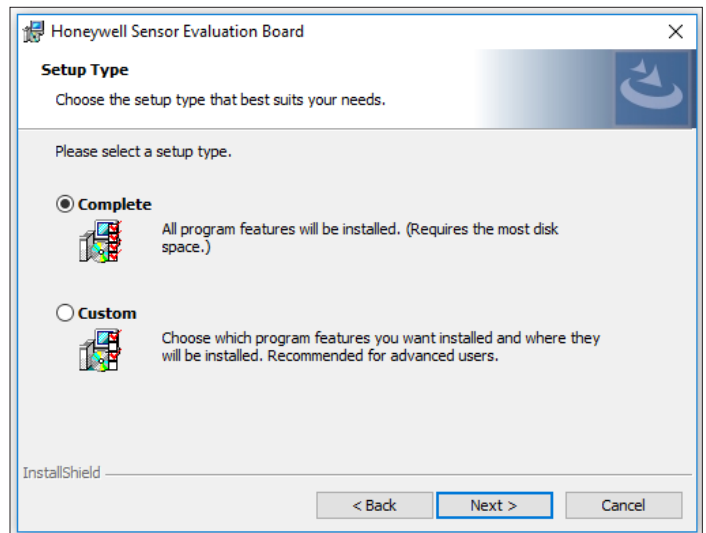 Honeywell Sensor Evaluation Board
Setup Type
Choose the setup type that best suits your needs.
Please select a setup type.
Complete
All program features will be installed. (Requires the most disk
space.)
Custom
Choose which program features you want installed and where they
will be installed. Recommended for advanced users.
InstallShield
< Back Next > Cancel